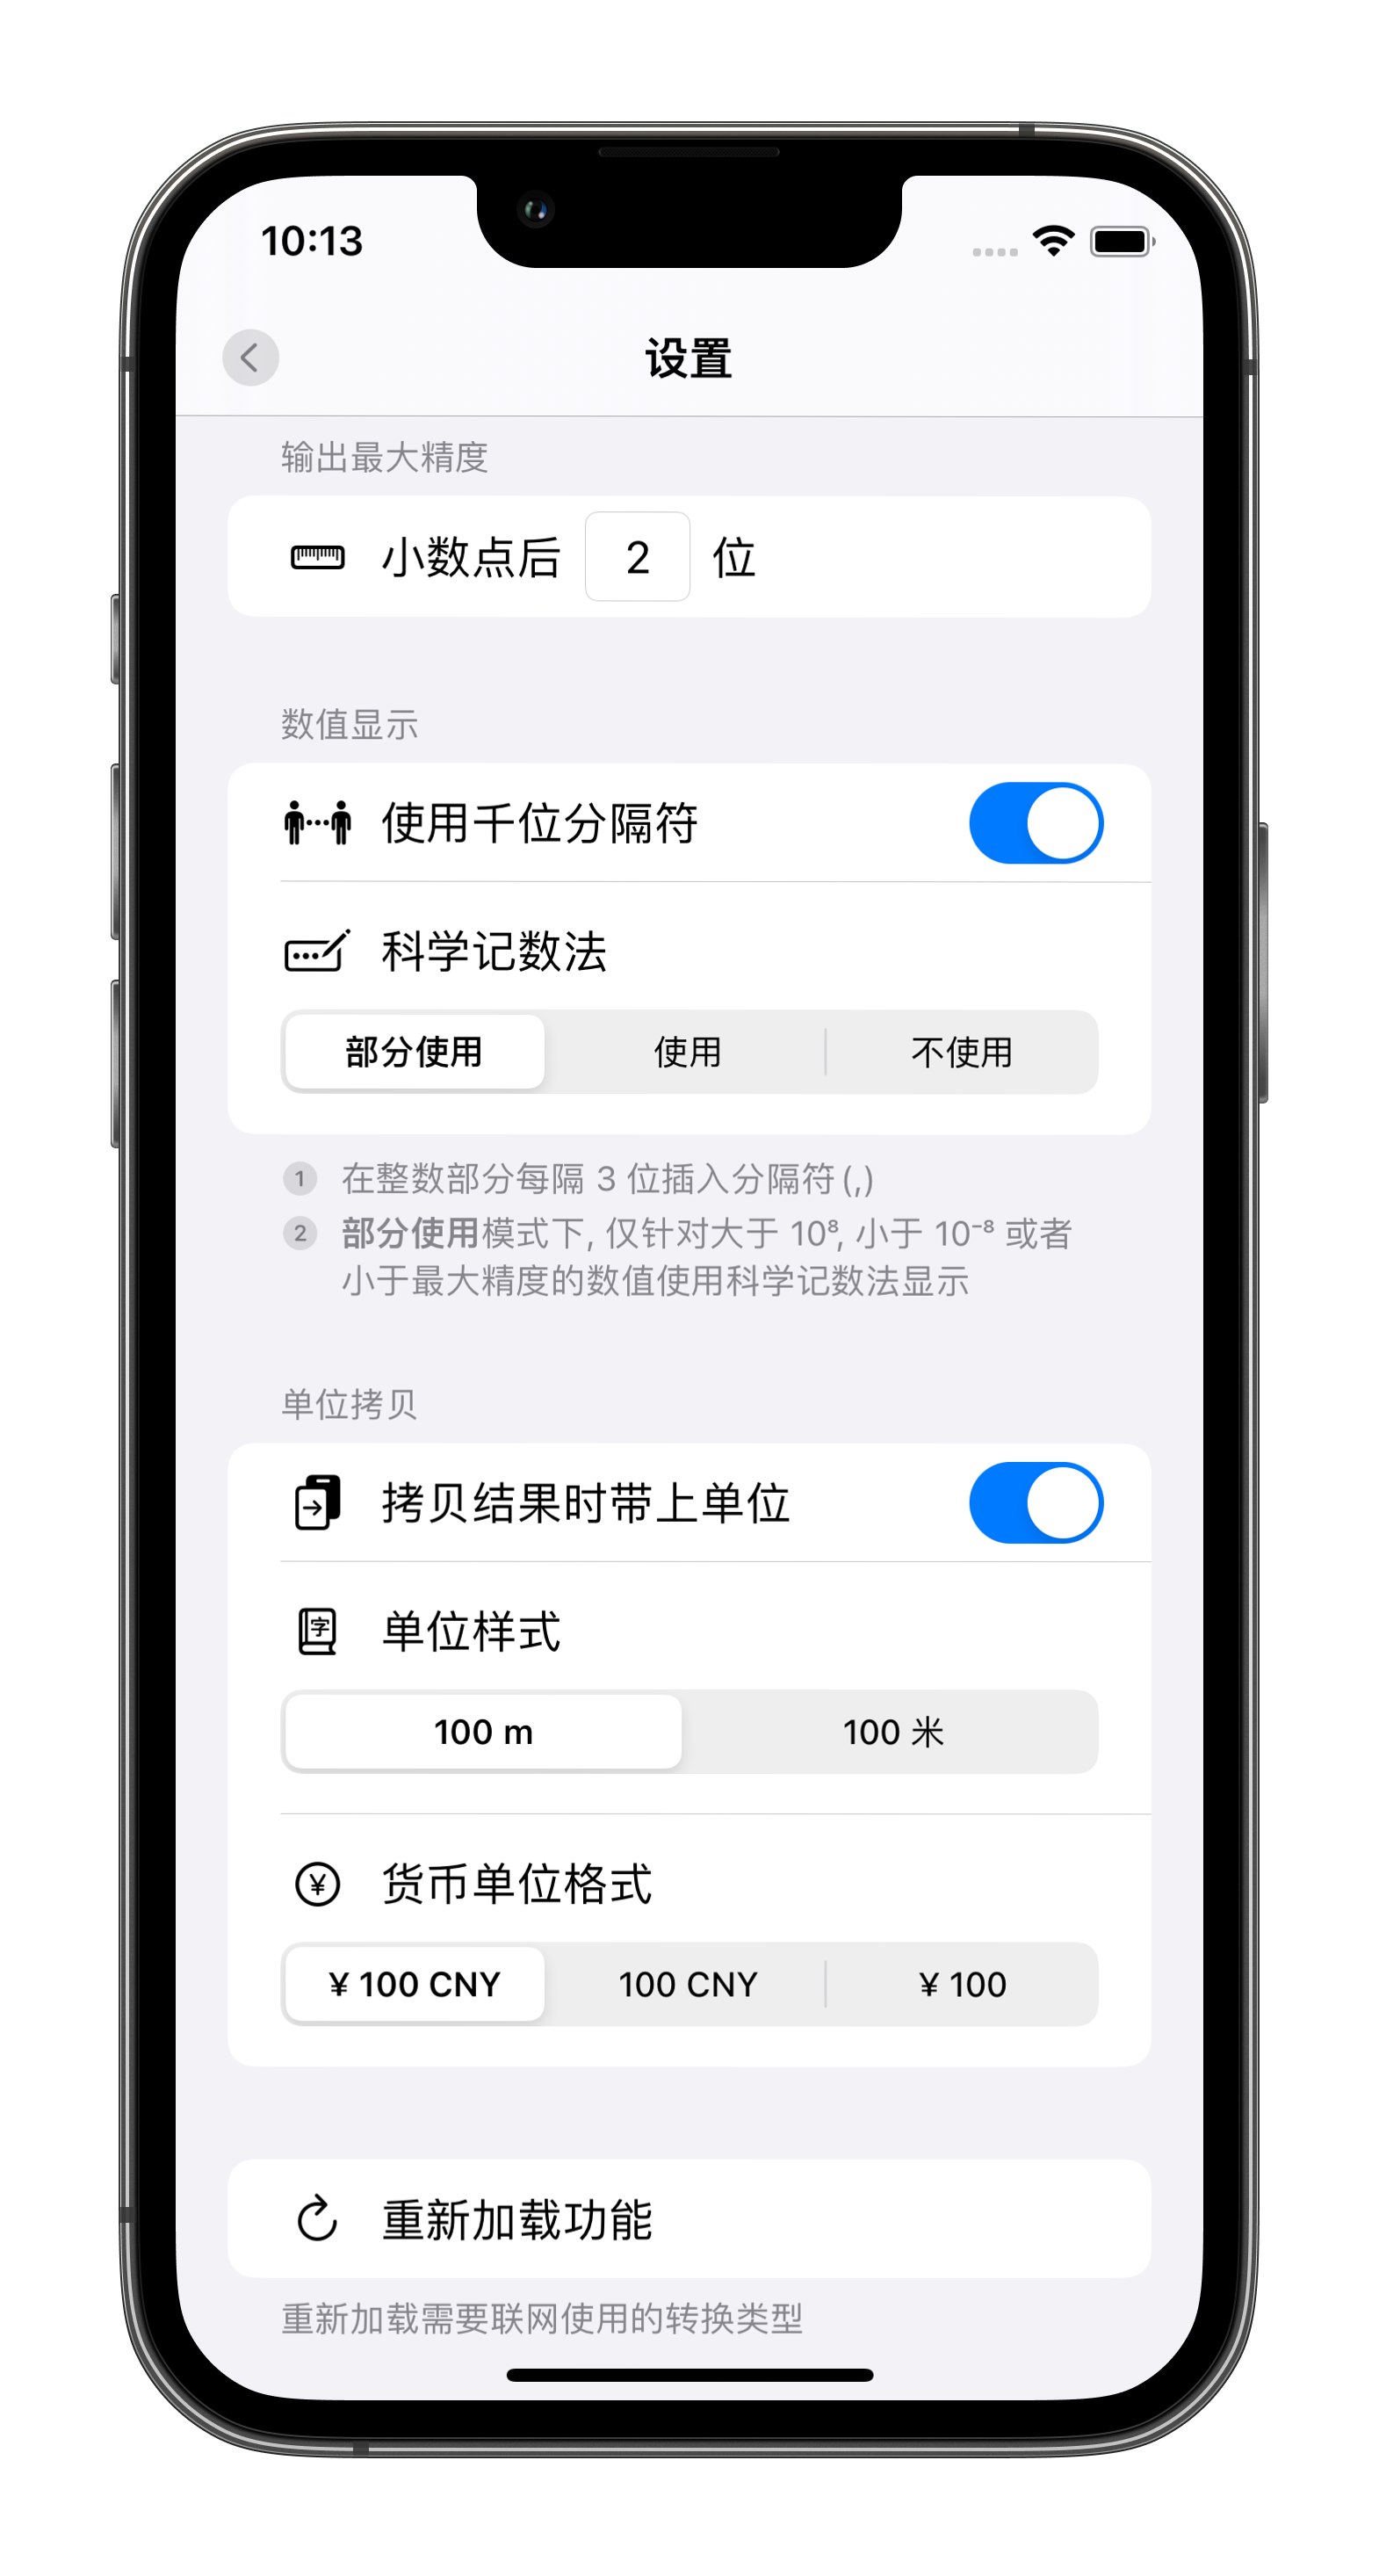 10:13
设置
输出最大精度
小数点后 2 位
数值显示
使用千位分隔符
科学记数法
部分使用 使用 不使用
1 在整数部分每隔 3 位插入分隔符(,)
2 部分使用模式下, 仅针对大于 10⁸, 小于 10⁻⁸ 或者
小于最大精度的数值使用科学记数法显示
单位拷贝
拷贝结果时带上单位
字 单位样式
100 m 100 米
¥ 货币单位格式
¥ 100 CNY 100 CNY ¥ 100
重新加载功能
重新加载需要联网使用的转换类型